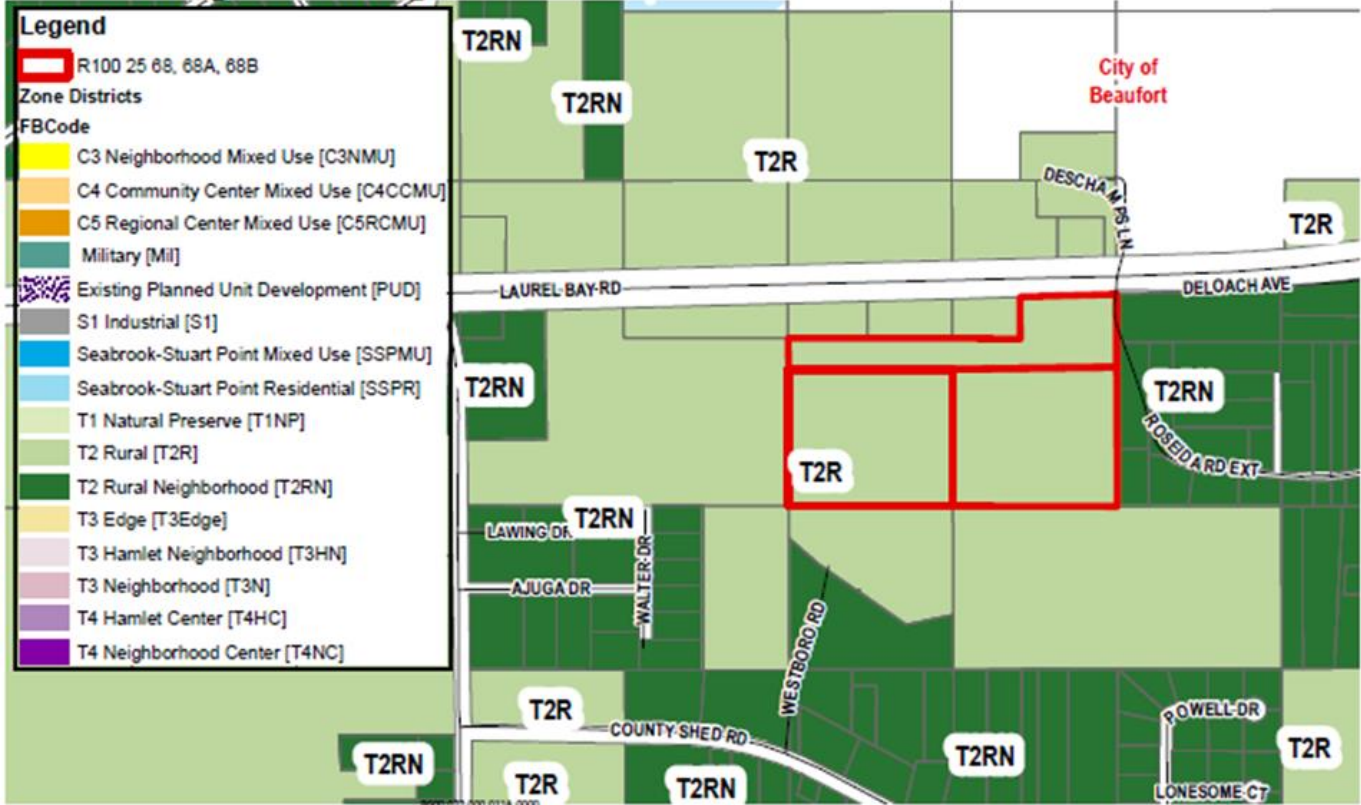 Legend
R100 25 68, 68A, 68B
Zone Districts
FBCode
C3 Neighborhood Mixed Use [C3NMU]
C4 Community Center Mixed Use [C4CCMU]
C5 Regional Center Mixed Use [C5RCMU]
Military [Mil]
Existing Planned Unit Development [PUD]
S1 Industrial [S1]
Seabrook-Stuart Point Mixed Use [SSPMU]
Seabrook-Stuart Point Residential [SSPR]
T1 Natural Preserve [T1NP]
T2 Rural [T2R]
T2 Rural Neighborhood [T2RN]
T3 Edge [T3Edge]
T3 Hamlet Neighborhood [T3HN]
T3 Neighborhood [T3N]
T4 Hamlet Center [T4HC]
T4 Neighborhood Center [T4NC]
T2RN
T2RN
T2R
City of
Beaufort
DESCHAMPS LN
T2R
LAUREL BAY RD
DELOACH AVE
T2RN
T2RN
ROSEIDA RD EXT
T2R
T2RN
LAWING DR
WALTER DR
AJUGA DR
WESTBORO RD
T2R
COUNTY SHED RD
POWELL DR
T2RN
T2RN
T2R
T2R
T2RN
LONESOME CT